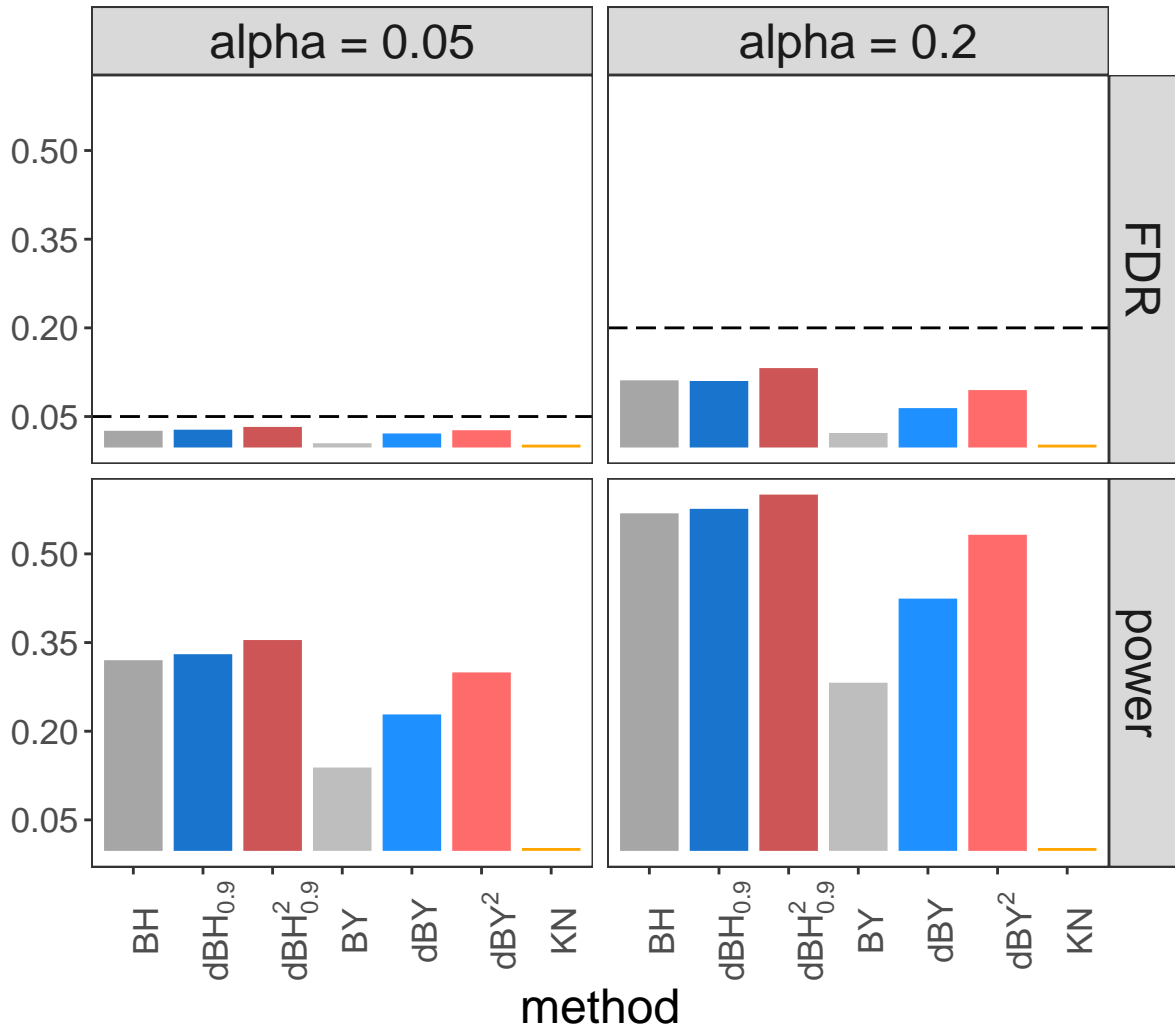 alpha = 0.05
alpha = 0.2
0.50
0.35
0.20
0.05
FDR
0.50
0.35
0.20
0.05
power
BH
dBH₀.₉
dBH²₀.₉
BY
dBY
dBY²
KN
BH
dBH₀.₉
dBH²₀.₉
BY
dBY
dBY²
KN
method